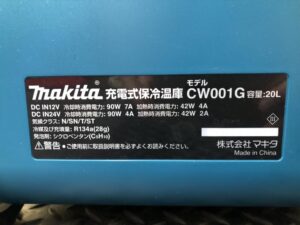 makita 充電式保冷温庫 モデル CW001G 容量:20L
DC IN12V 冷却時消費電力: 90W 7A 加熱時消費電力: 42W 4A
DC IN24V 冷却時消費電力: 90W 4A 加熱時消費電力: 42W 2A
気候クラス: N/SN/T/ST
冷媒及び充填量: R134a(28g)
発泡剤: シクロペンタン(C₅H₁₀)
警告 ●ご使用前に取扱説明書を必ずよくお読みください。
株式会社 マキタ
Made in China